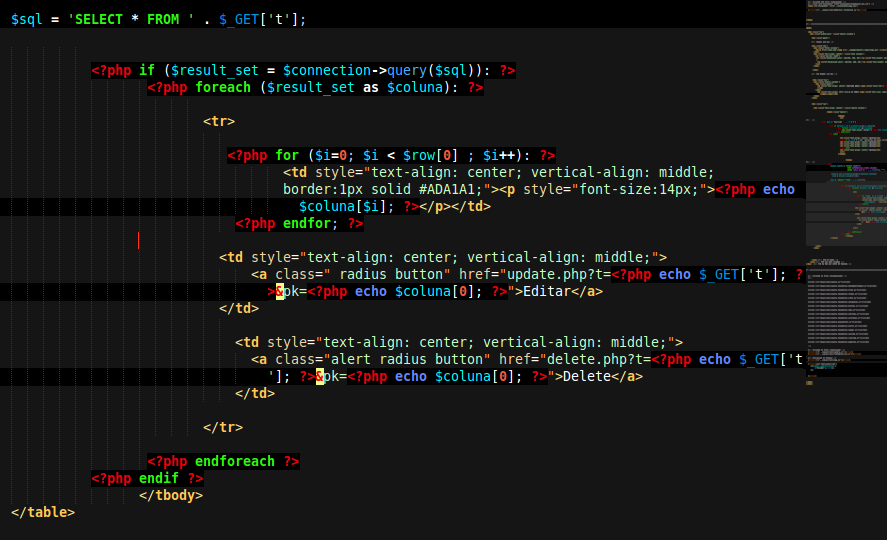 $sql = 'SELECT * FROM ' . $_GET['t'];
<?php if ($result_set = $connection->query($sql)): ?>
<?php foreach ($result_set as $coluna): ?>
<tr>
<?php for ($i=0; $i < $row[0] ; $i++): ?>
<td style="text-align: center; vertical-align: middle;
border:1px solid #ADA1A1;"><p style="font-size:14px;"><?php echo
$coluna[$i]; ?></p></td>
<?php endfor; ?>
<td style="text-align: center; vertical-align: middle;">
<a class=" radius button" href="update.php?t=<?php echo $_GET['t']; ?
>&pk=<?php echo $coluna[0]; ?>">Editar</a>
</td>
<td style="text-align: center; vertical-align: middle;">
<a class="alert radius button" href="delete.php?t=<?php echo $_GET['t
']; ?>&pk=<?php echo $coluna[0]; ?>">Delete</a>
</td>
</tr>
<?php endforeach ?>
<?php endif ?>
</tbody>
</table>